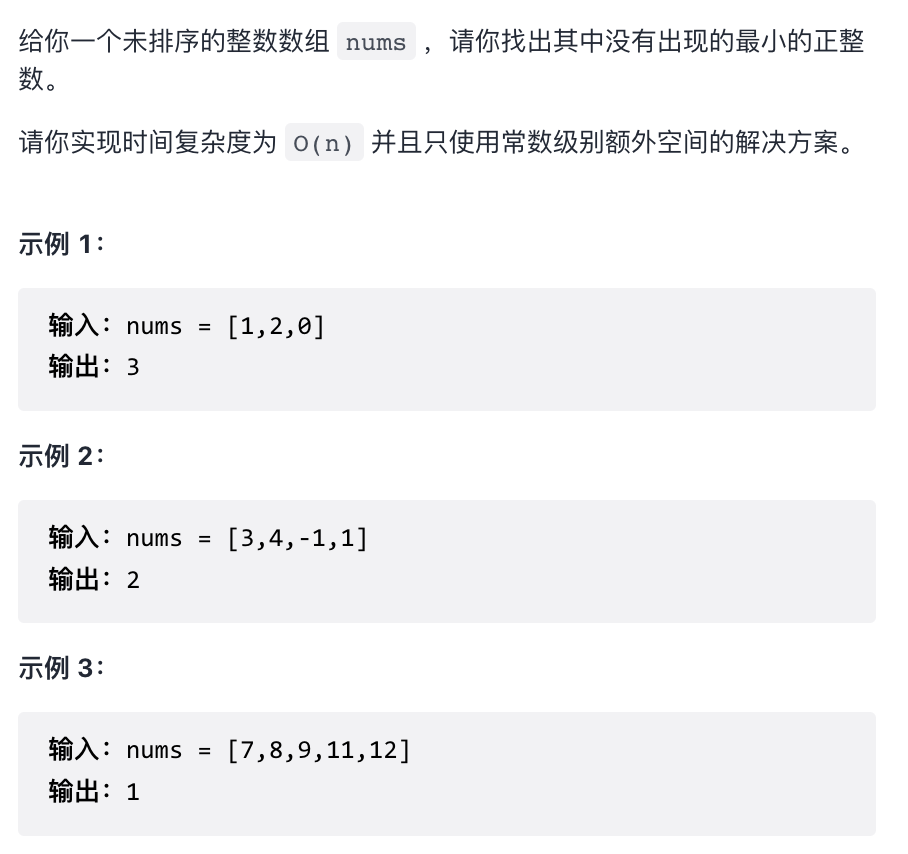 给你一个未排序的整数数组 nums ，请你找出其中没有出现的最小的正整
数。
请你实现时间复杂度为 O(n) 并且只使用常数级别额外空间的解决方案。
示例 1：
输入：nums = [1,2,0]
输出：3
示例 2：
输入：nums = [3,4,-1,1]
输出：2
示例 3：
输入：nums = [7,8,9,11,12]
输出：1